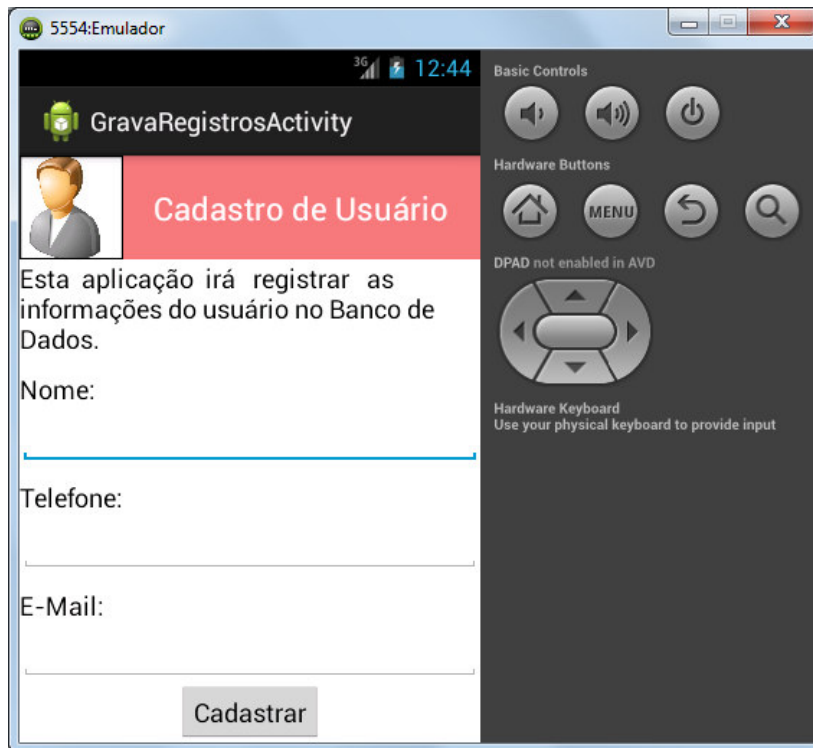 5554:Emulador
3G 12:44
GravaRegistrosActivity
Cadastro de Usuário
Esta aplicação irá registrar as
informações do usuário no Banco de
Dados.
Nome:
Telefone:
E-Mail:
Cadastrar
Basic Controls
Hardware Buttons
MENU
DPAD not enabled in AVD
Hardware Keyboard
Use your physical keyboard to provide input